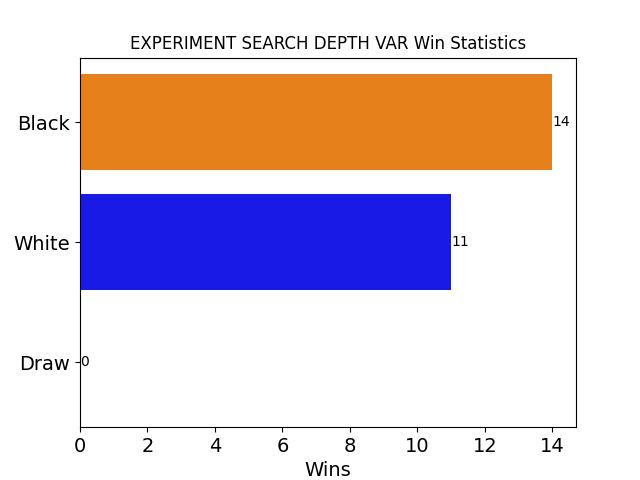 EXPERIMENT SEARCH DEPTH VAR Win Statistics
Black
14
White
11
Draw
0
0 2 4 6 8 10 12 14
Wins